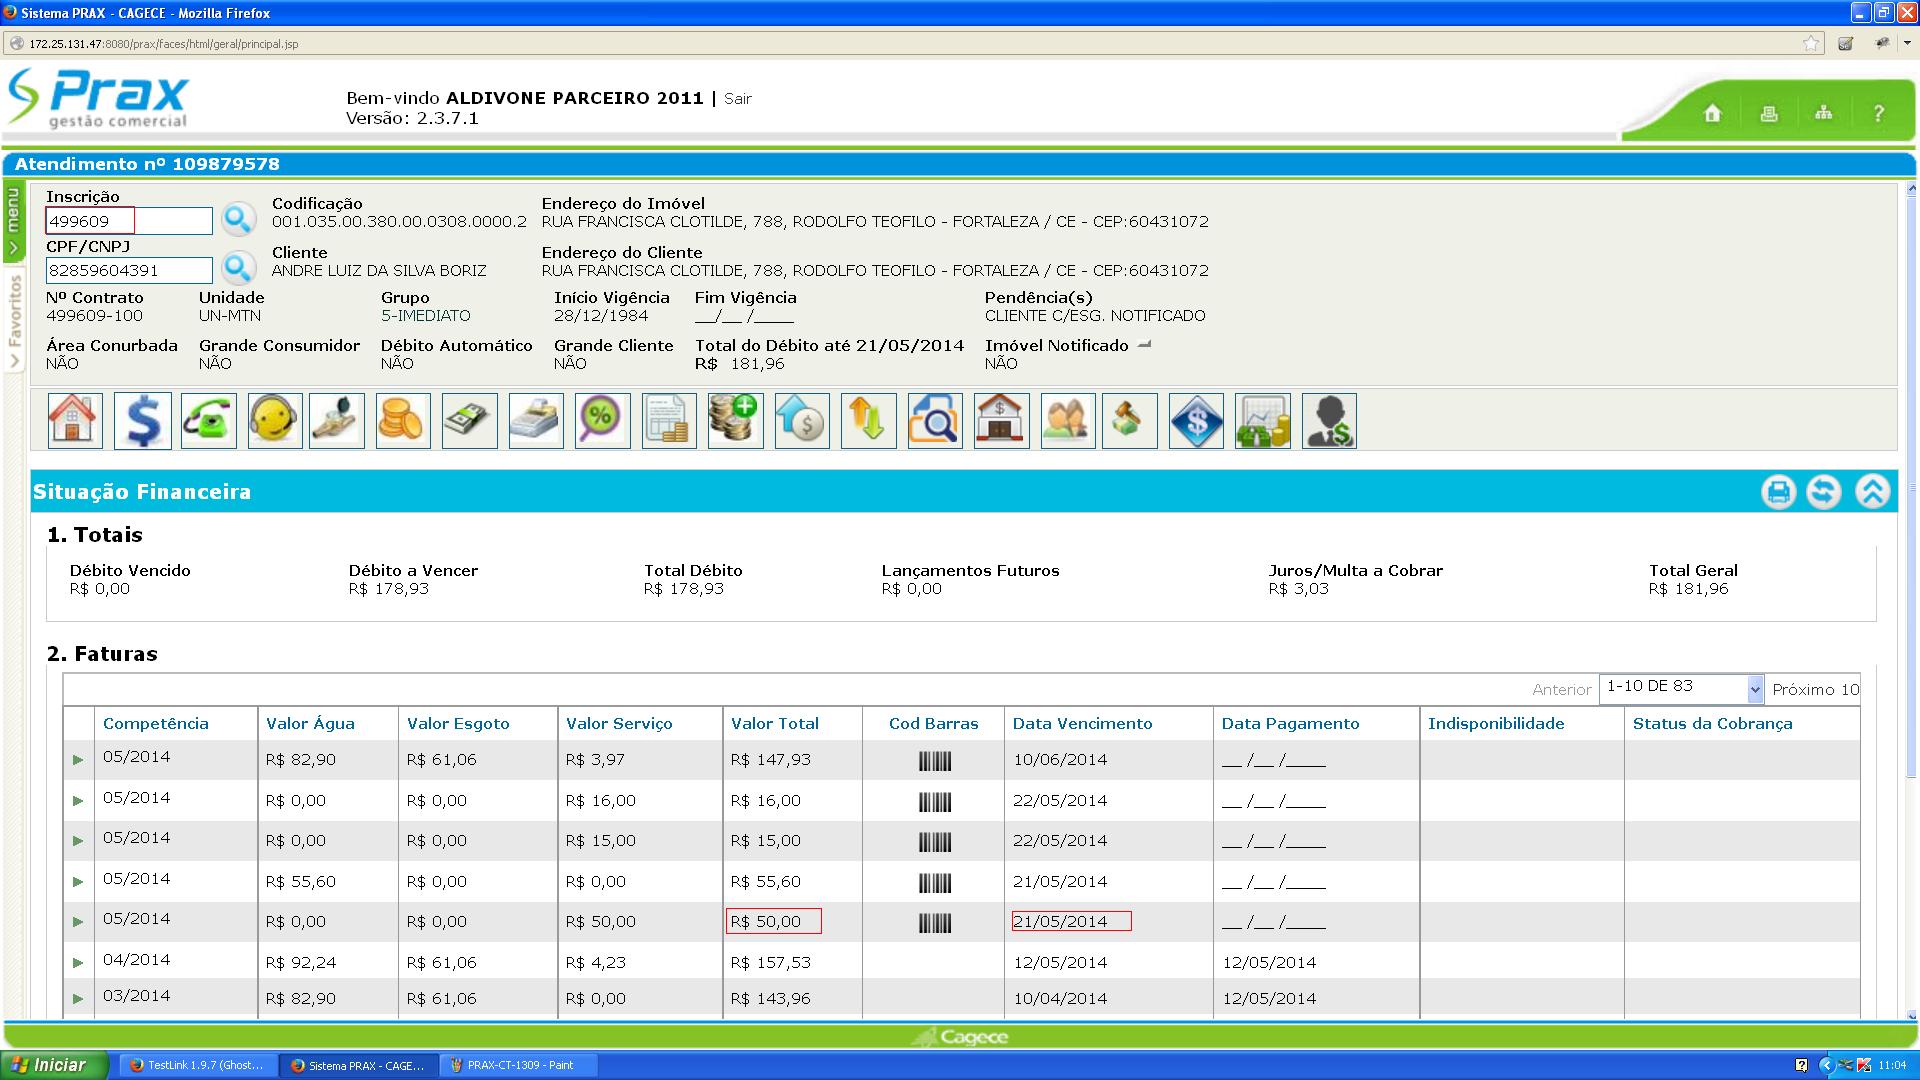 Sistema PRAX - CAGECE - Mozilla Firefox
172.25.131.47:8080/prax/faces/html/geral/principal.jsp
Prax
gestão comercial
Bem-vindo ALDIVONE PARCEIRO 2011 | Sair
Versão: 2.3.7.1
?
Atendimento nº 109879578
menu
Favoritos
Inscrição
499609
Codificação
001.035.00.380.00.0308.0000.2
Endereço do Imóvel
RUA FRANCISCA CLOTILDE, 788, RODOLFO TEOFILO - FORTALEZA / CE - CEP:60431072
CPF/CNPJ
82859604391
Cliente
ANDRE LUIZ DA SILVA BORIZ
Endereço do Cliente
RUA FRANCISCA CLOTILDE, 788, RODOLFO TEOFILO - FORTALEZA / CE - CEP:60431072
Nº Contrato Unidade Grupo Início Vigência Fim Vigência Pendência(s)
499609-100 UN-MTN 5-IMEDIATO 28/12/1984 __/__ /____ CLIENTE C/ESG. NOTIFICADO
Área Conurbada Grande Consumidor Débito Automático Grande Cliente Total do Débito até 21/05/2014 Imóvel Notificado
NÃO NÃO NÃO NÃO R$ 181,96 NÃO
Situação Financeira
1. Totais
Débito Vencido Débito a Vencer Total Débito Lançamentos Futuros Juros/Multa a Cobrar Total Geral
R$ 0,00 R$ 178,93 R$ 178,93 R$ 0,00 R$ 3,03 R$ 181,96
2. Faturas
Anterior 1-10 DE 83 Próximo 10
Competência Valor Água Valor Esgoto Valor Serviço Valor Total Cod Barras Data Vencimento Data Pagamento Indisponibilidade Status da Cobrança
05/2014 R$ 82,90 R$ 61,06 R$ 3,97 R$ 147,93 10/06/2014 __ /__ /____
05/2014 R$ 0,00 R$ 0,00 R$ 16,00 R$ 16,00 22/05/2014 __ /__ /____
05/2014 R$ 0,00 R$ 0,00 R$ 15,00 R$ 15,00 22/05/2014 __ /__ /____
05/2014 R$ 55,60 R$ 0,00 R$ 0,00 R$ 55,60 21/05/2014 __ /__ /____
05/2014 R$ 0,00 R$ 0,00 R$ 50,00 R$ 50,00 21/05/2014 __ /__ /____
04/2014 R$ 92,24 R$ 61,06 R$ 4,23 R$ 157,53 12/05/2014 12/05/2014
03/2014 R$ 82,90 R$ 61,06 R$ 0,00 R$ 143,96 10/04/2014 12/05/2014
Cagece
Iniciar
TestLink 1.9.7 (Ghost...
Sistema PRAX - CAGE...
PRAX-CT-1309 - Paint
11:04